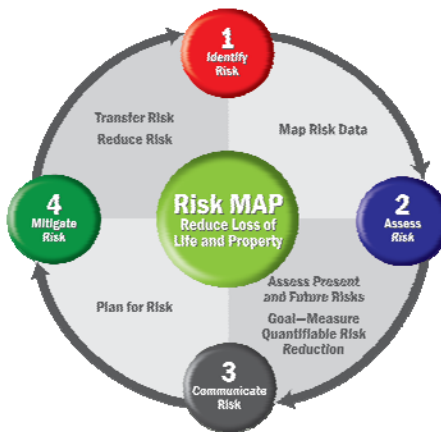 1
Identify
Risk
Transfer Risk
Reduce Risk
Map Risk Data
4
Mitigate
Risk
Risk MAP
Reduce Loss of
Life and Property
2
Assess
Risk
Plan for Risk
Assess Present
and Future Risks
Goal—Measure
Quantifiable Risk
Reduction
3
Communicate
Risk